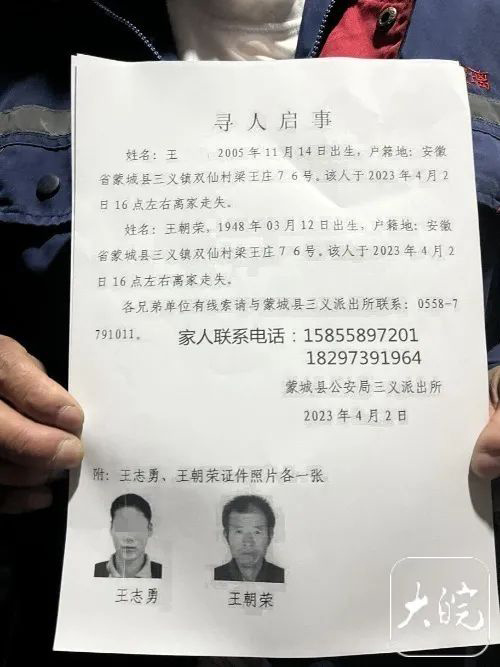 寻人启事
姓名:王 2005年11月14日出生,户籍地:安徽
省蒙城县三义镇双仙村梁王庄76号。该人于2023年4月2
日16点左右离家走失。
姓名:王朝荣,1948年03月12日出生,户籍地:安徽
省蒙城县三义镇双仙村梁王庄76号。该人于2023年4月2
日16点左右离家走失。
各兄弟单位有线索请与蒙城县三义派出所联系:0558-7
791011。 家人联系电话:15855897201
18297391964
蒙城县公安局三义派出所
2023年4月2日
附:王志勇、王朝荣证件照片各一张
王志勇 王朝荣
大皖